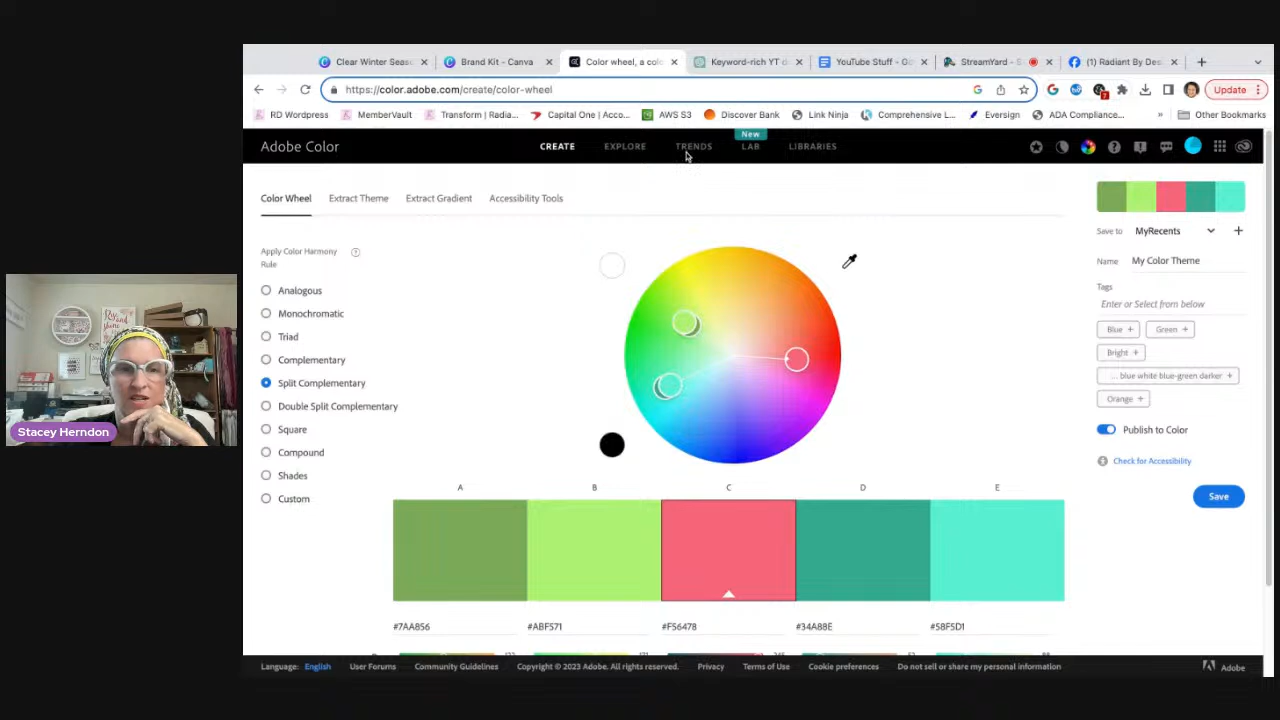 Clear Winter Seaso
Brand Kit - Canva
Color wheel, a colo
Keyword-rich YT d
YouTube Stuff - Go
StreamYard - S
(1) Radiant By Des
https://color.adobe.com/create/color-wheel
Update
RD Wordpress
MemberVault
Transform | Radia...
Capital One | Acco...
AWS S3
Discover Bank
Link Ninja
Comprehensive L...
Eversign
ADA Compliance...
» Other Bookmarks
New
Adobe Color
CREATE
EXPLORE
TRENDS
LAB
LIBRARIES
Color Wheel
Extract Theme
Extract Gradient
Accessibility Tools
Apply Color Harmony
Rule
Analogous
Monochromatic
Triad
Complementary
Split Complementary
Double Split Complementary
Square
Compound
Shades
Custom
Save to MyRecents
Name My Color Theme
Tags
Enter or Select from below
Blue + Green +
Bright +
... blue white blue-green darker +
Orange +
Publish to Color
Check for Accessibility
Save
A B C D E
#7AA856 #ABF571 #F56478 #34A88E #58F5D1
Language: English User Forums Community Guidelines Copyright © 2023 Adobe. All rights reserved. Privacy Terms of Use Cookie preferences Do not sell or share my personal information Adobe
Stacey Herndon